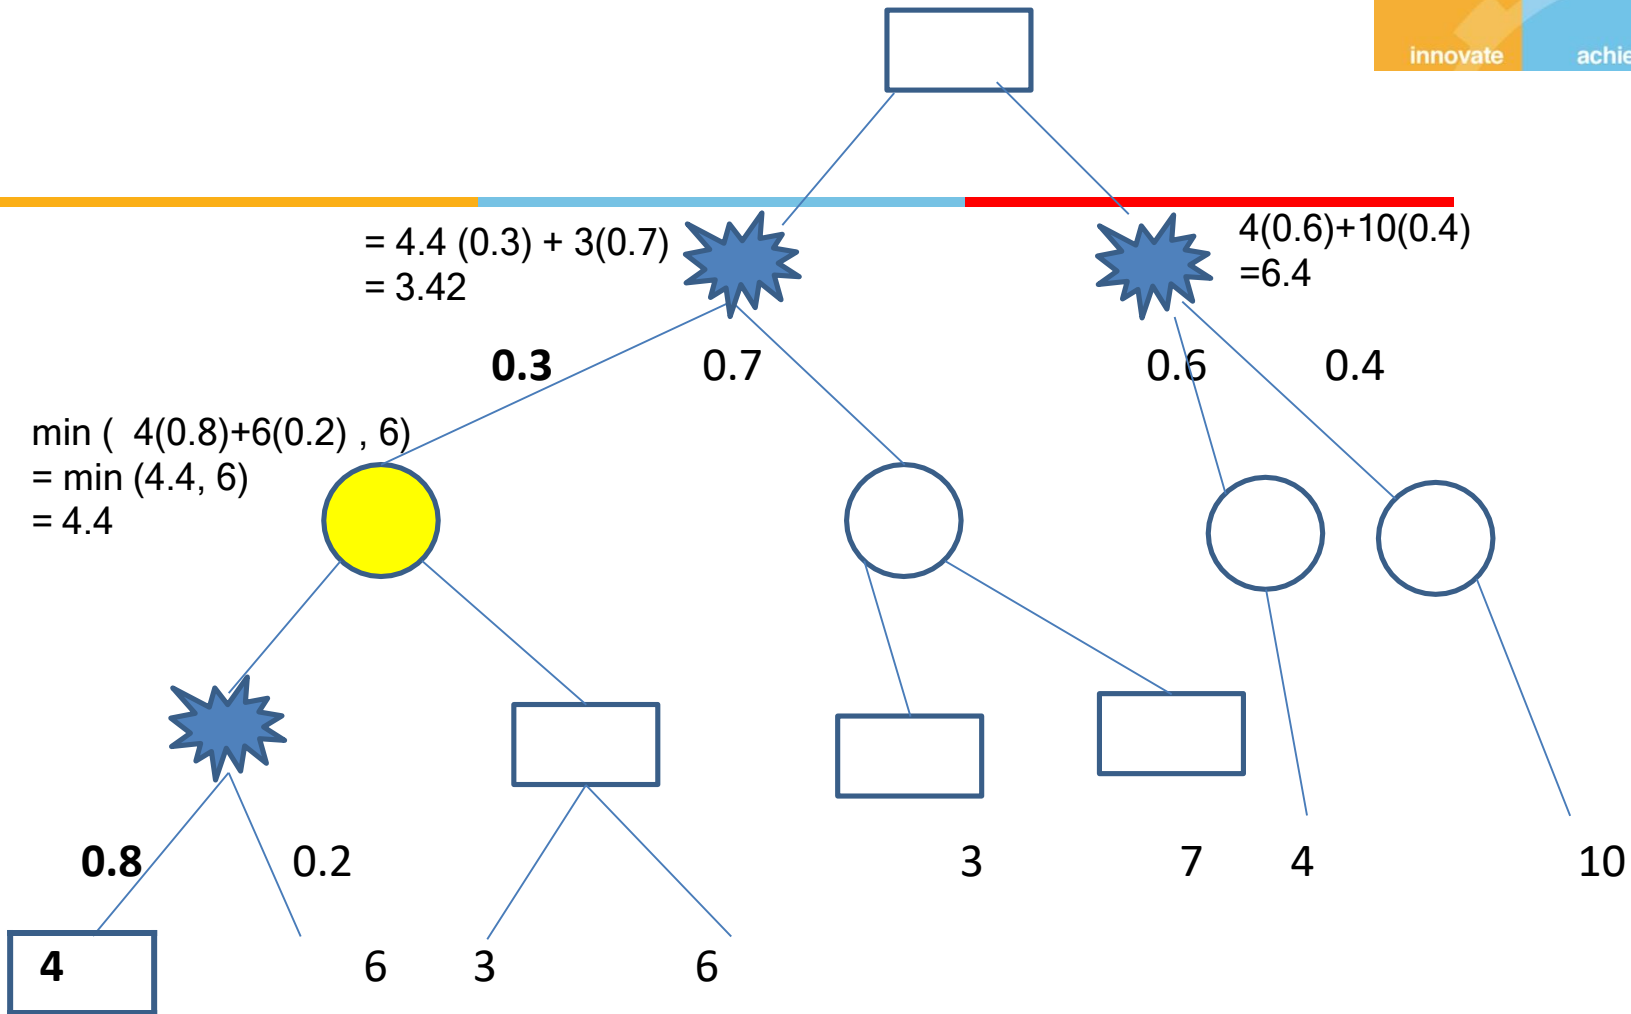 innovate achie
= 4.4 (0.3) + 3(0.7)
= 3.42
4(0.6)+10(0.4)
=6.4
0.3 0.7 0.6 0.4
min ( 4(0.8)+6(0.2) , 6)
= min (4.4, 6)
= 4.4
0.8 0.2 3 7 4 10
4 6 3 6